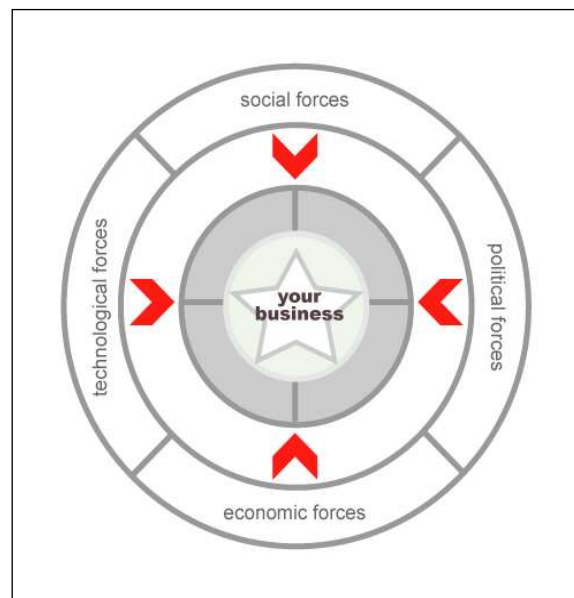 social forces
technological forces
your
business
political forces
economic forces